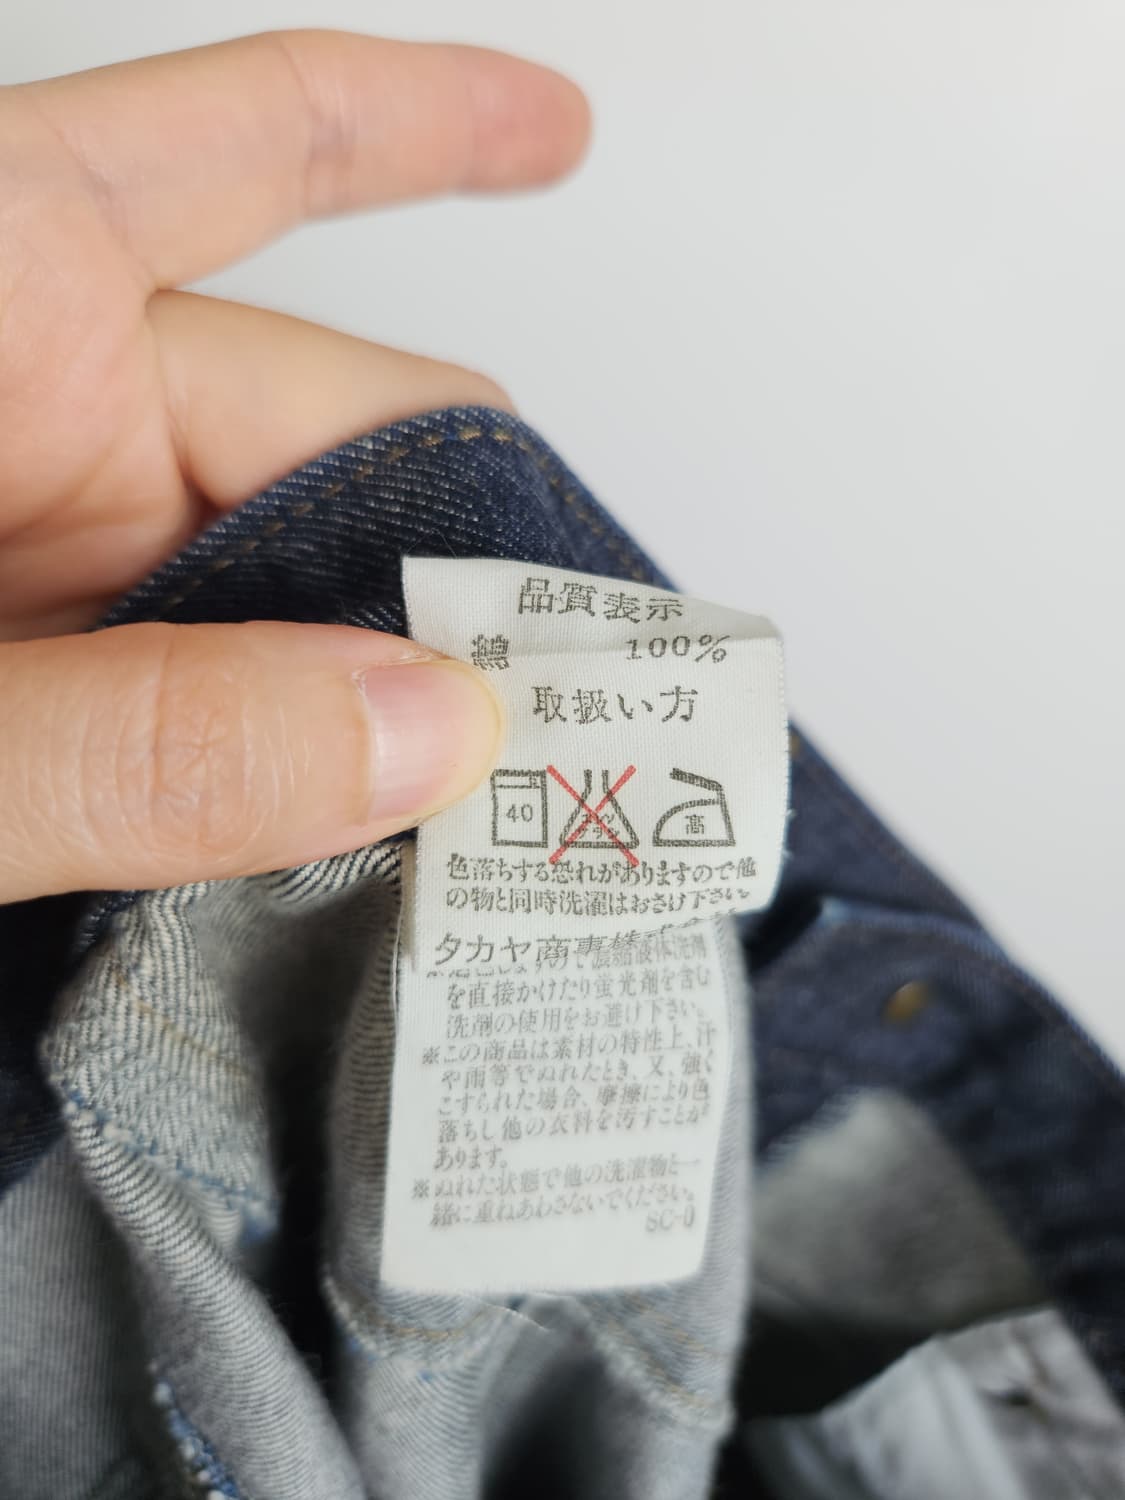 品質表示
綿 100%
取扱い方
40 高
色落ちする恐れがありますので他
の物と同時洗濯はおさけ下さい。
タカヤ商事株式会
濃縮液体洗剤
を直接かけたり蛍光剤を含む
洗剤の使用をお避け下さい。
※この商品は素材の特性上、汗
や雨等でぬれたとき、又、強く
こすられた場合、摩擦により色
落ちし他の衣料を汚すことが
あります。
※ぬれた状態で他の洗濯物と一
緒に重ねあわさないでください。
SC-0